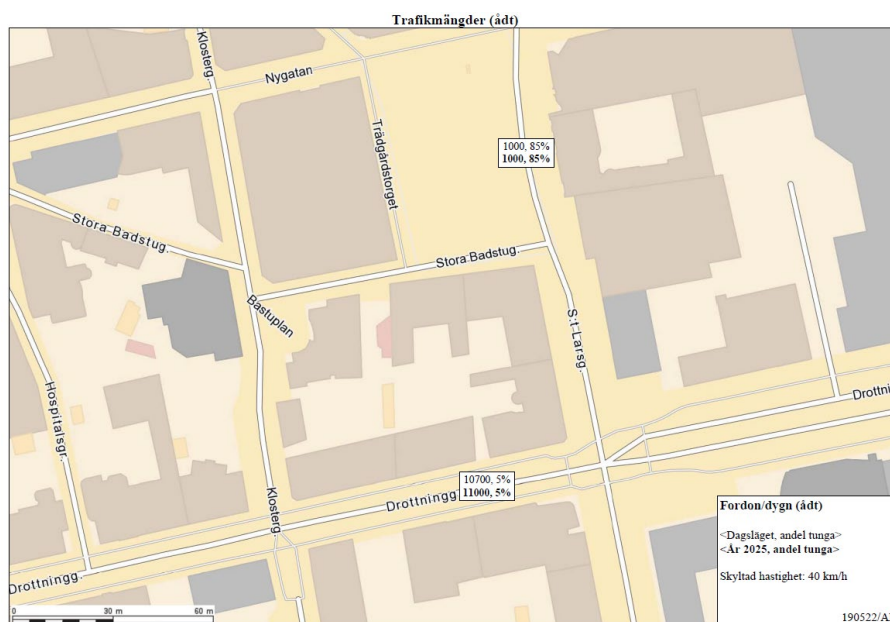 Trafikmängder (ådt)
Klosterg.
Nygatan
Trädgårdstorget
1000, 85%
1000, 85%
Stora Badstug.
Stora Badstug.
Bastuplan
S:t Larsg.
Hospitalsgr.
Drottni
10700, 5%
11000, 5%
Drottningg.
Klosterg.
Drottningg.
Fordon/dygn (ådt)
<Dagsläget, andel tunga>
<År 2025, andel tunga>
Skyltad hastighet: 40 km/h
0 30 m 60 m
190522/A